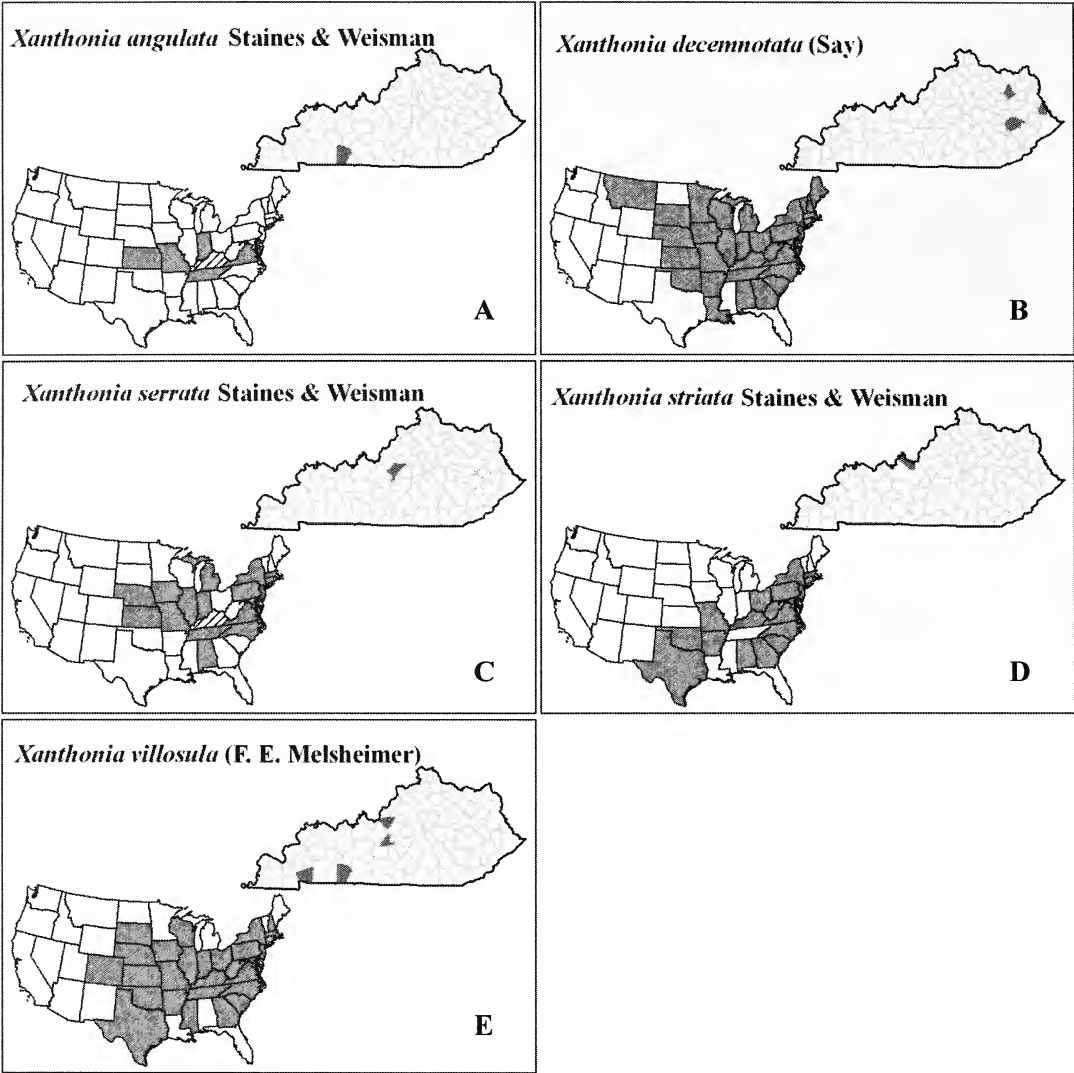 Xanthonia angulata Staines & Weisman
A
Xanthonia decemnotata (Say)
B
Xanthonia serrata Staines & Weisman
C
Xanthonia striata Staines & Weisman
D
Xanthonia villosula (F. E. Melsheimer)
E